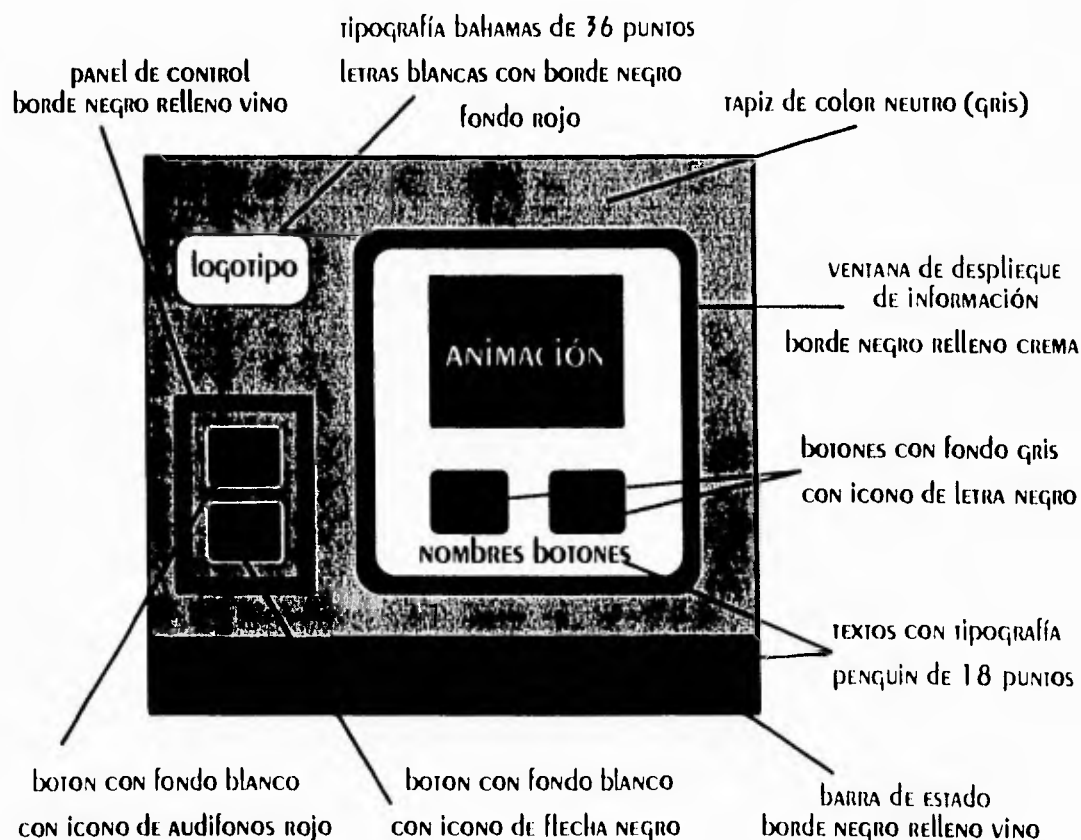 tipografía bahamas de 36 puntos
letras blancas con borde negro
fondo rojo
panel de control
borde negro relleno vino
tapiz de color neutro (gris)
logotipo
ANIMACIÓN
ventana de despliegue
de información
borde negro relleno crema
botones con fondo gris
con icono de letra negro
NOMBRES BOTONES
textos con tipografía
penguin de 18 puntos
boton con fondo blanco
con icono de audifonos rojo
boton con fondo blanco
con icono de flecha negro
barra de estado
borde negro relleno vino